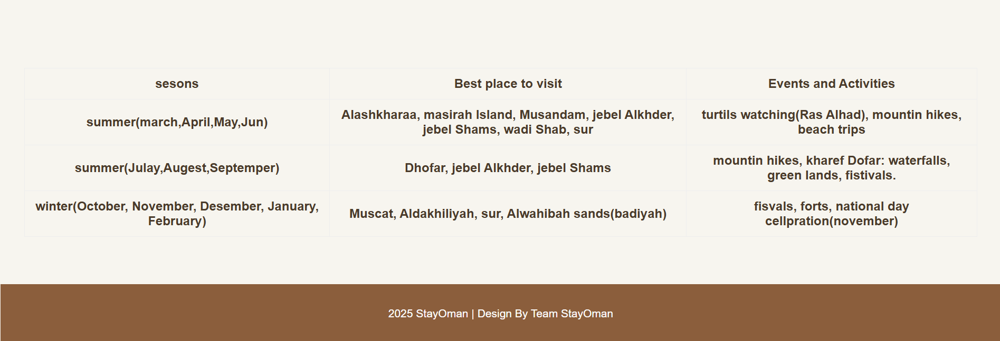 sesons
Best place to visit
Events and Activities
summer(march,April,May,Jun)
Alashkharaa, masirah Island, Musandam, jebel Alkhder,
jebel Shams, wadi Shab, sur
turtils watching(Ras Alhad), mountin hikes,
beach trips
summer(Julay,Augest,Septemper)
Dhofar, jebel Alkhder, jebel Shams
mountin hikes, kharef Dofar: waterfalls,
green lands, fistivals.
winter(October, November, Desember, January,
February)
Muscat, Aldakhiliyah, sur, Alwahibah sands(badiyah)
fisvals, forts, national day
cellpration(november)
2025 StayOman | Design By Team StayOman